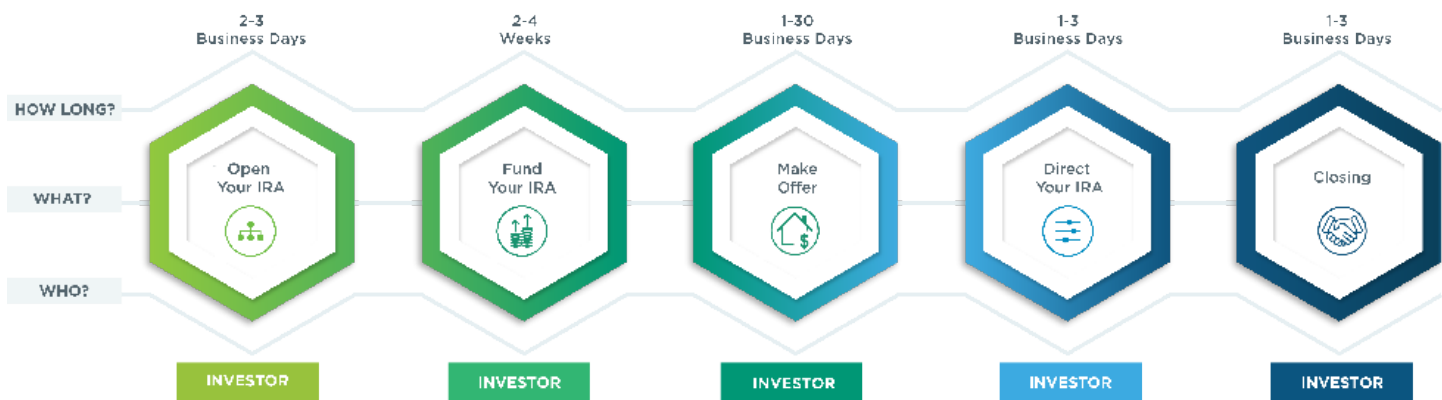 2-3
Business Days
2-4
Weeks
1-30
Business Days
1-3
Business Days
1-3
Business Days
HOW LONG?
Open
Your IRA
Fund
Your IRA
Make
Offer
Direct
Your IRA
Closing
WHAT?
$
WHO?
INVESTOR
INVESTOR
INVESTOR
INVESTOR
INVESTOR